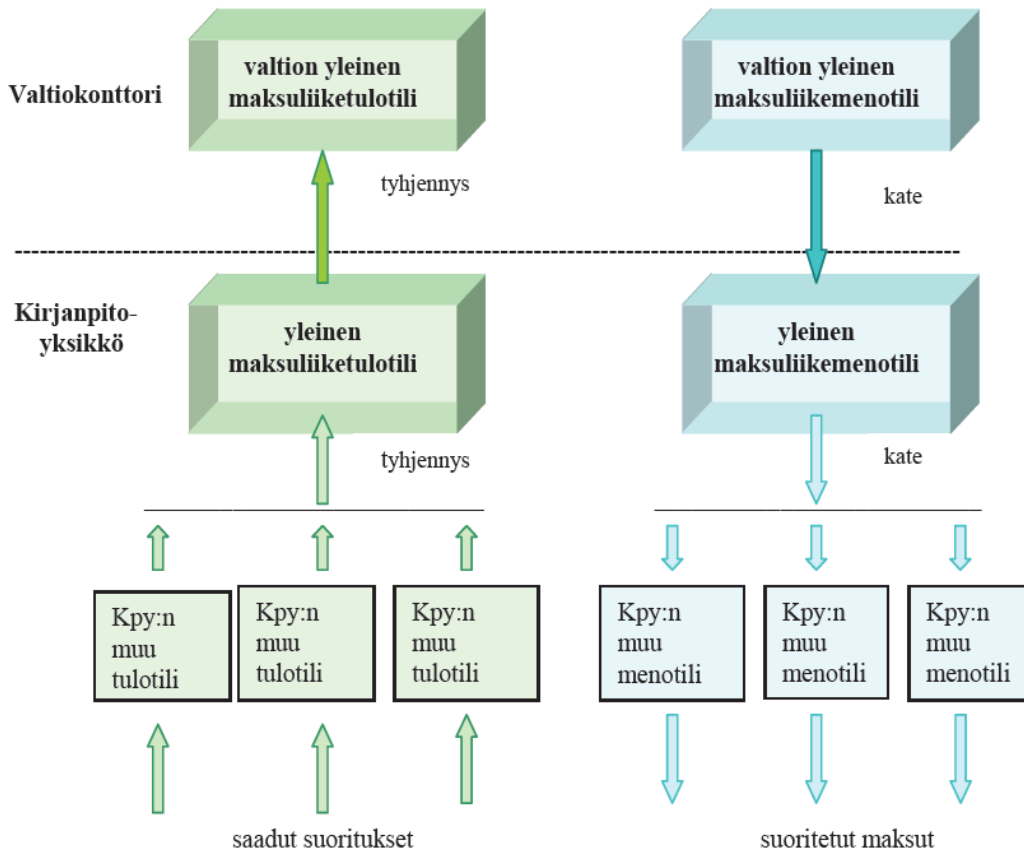 Valtiokonttori
valtion yleinen
maksuliiketulotili
valtion yleinen
maksuliikemenotili
tyhjennys
kate
Kirjanpito-
yksikkö
yleinen
maksuliiketulotili
yleinen
maksuliikemenotili
tyhjennys
kate
Kpy:n
muu
tulotili
Kpy:n
muu
tulotili
Kpy:n
muu
tulotili
Kpy:n
muu
menotili
Kpy:n
muu
menotili
Kpy:n
muu
menotili
saadut suoritukset
suoritetut maksut